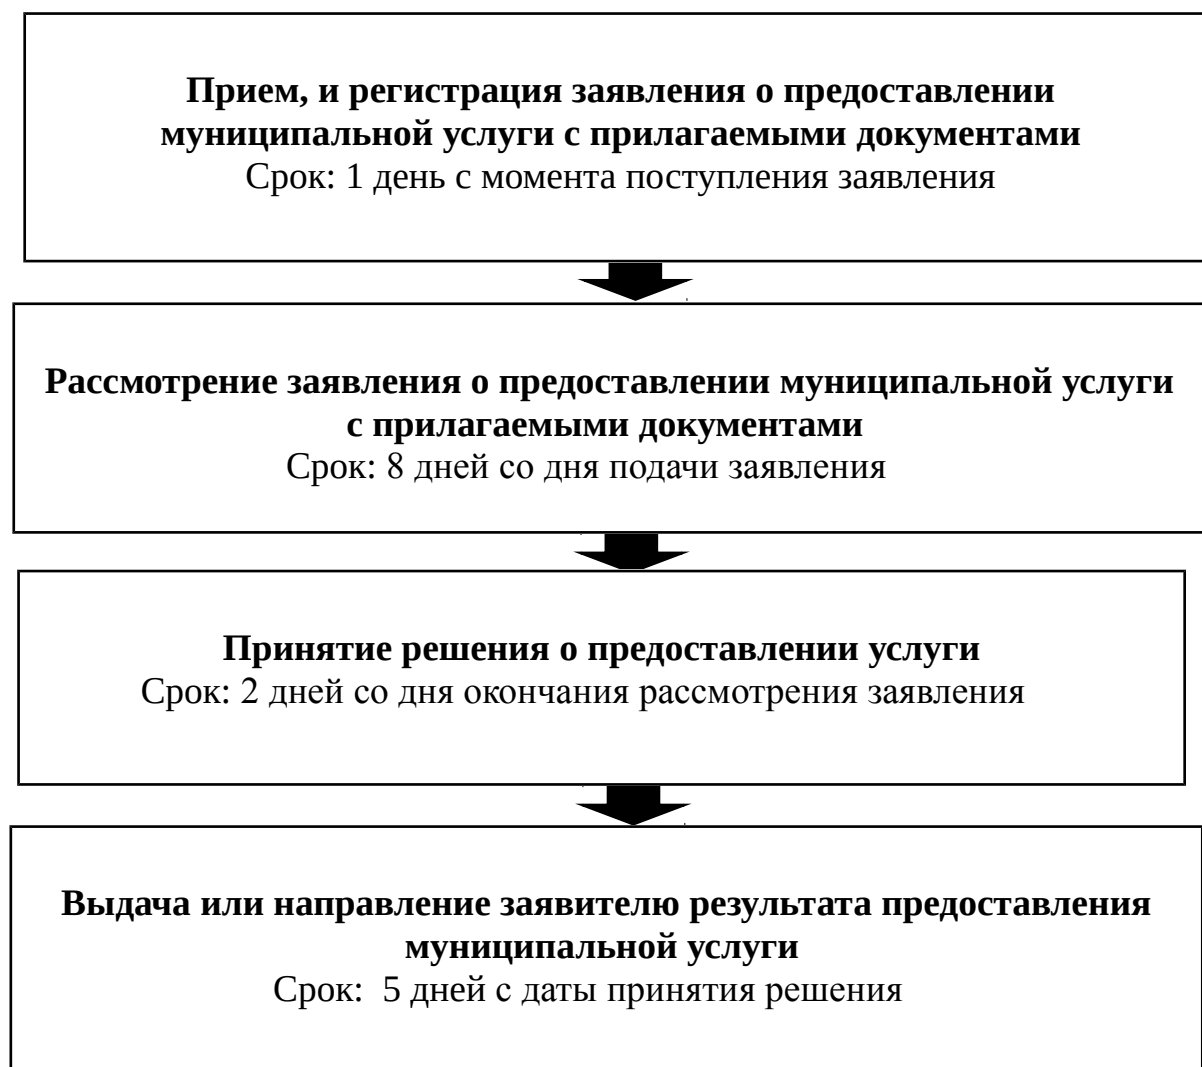 Прием, и регистрация заявления о предоставлении
муниципальной услуги с прилагаемыми документами
Срок: 1 день с момента поступления заявления
Рассмотрение заявления о предоставлении муниципальной услуги
с прилагаемыми документами
Срок: 8 дней со дня подачи заявления
Принятие решения о предоставлении услуги
Срок: 2 дней со дня окончания рассмотрения заявления
Выдача или направление заявителю результата предоставления
муниципальной услуги
Срок:  5 дней с даты принятия решения